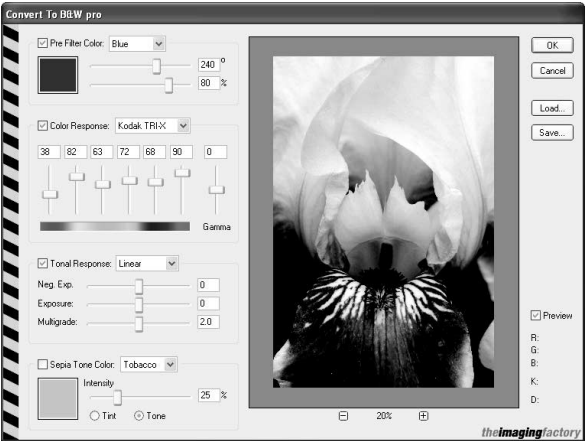 Convert To B&W pro
Pre Filter Color: Blue
240 °
80 %
Color Response: Kodak TRI-X
38 82 63 72 68 90 0
Gamma
Tonal Response: Linear
Neg. Exp. 0
Exposure: 0
Multigrade: 2.0
Sepia Tone Color: Tobacco
Intensity
25 %
Tint Tone
OK
Cancel
Load...
Save...
Preview
R:
G:
B:
K:
D:
20%
theimagingfactory